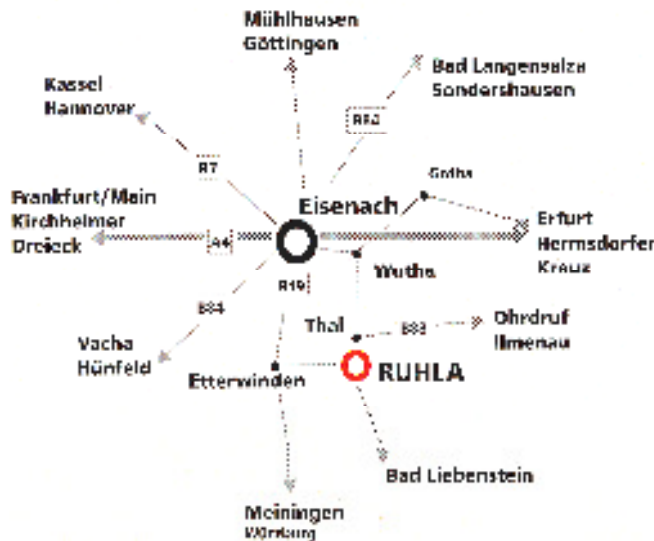 Mühlhausen
Göttingen
Bad Langensalza
Sondershausen
Kassel
Hannover
B84
B7
Gotha
Frankfurt/Main
Kirchheimer
Dreieck
Eisenach
Erfurt
Hermsdorfer
Kreuz
A4
Wutha
B19
B84
Thal
B88
Ohrdruf
Ilmenau
Vacha
Hünfeld
Etterwinden
RUHLA
Bad Liebenstein
Meiningen
Würzburg